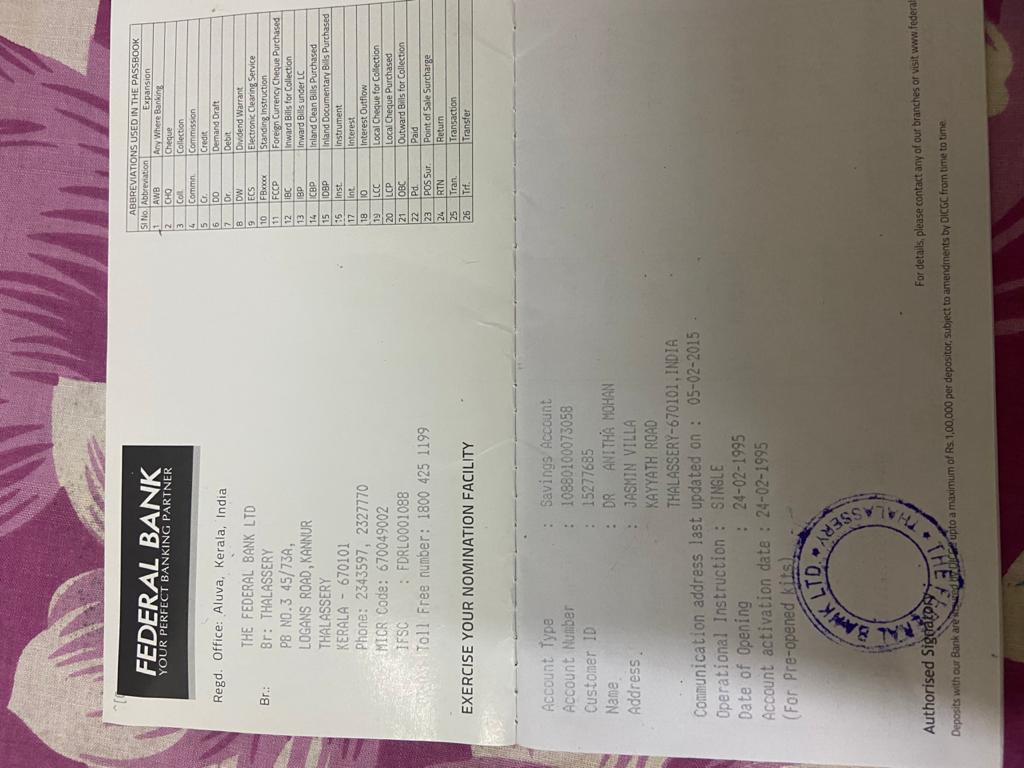 FEDERAL BANK
YOUR PERFECT BANKING PARTNER
Regd. Office: Aluva, Kerala, India
THE FEDERAL BANK LTD
Br.: Br: THALASSERY
PB NO.3 45/73A,
LOGANS ROAD,KANNUR
THALASSERY
KERALA - 670101
Phone: 2343597, 2327770
MICR Code: 670049002
IFSC : FDRL0001088
Toll Free number: 1800 425 1199
EXERCISE YOUR NOMINATION FACILITY
ABBREVIATIONS USED IN THE PASSBOOK
Sl No. Abbreviation Expansion
1 AWB Any Where Banking
2 CHQ Cheque
3 Coll. Collection
4 Commn. Commission
5 Cr. Credit
6 DD Demand Draft
7 Dr. Debit
8 DW Dividend Warrant
9 ECS Electronic Clearing Service
10 FBxxxx Standing Instruction
11 FCCP Foreign Currency Cheque Purchased
12 IBC Inward Bills for Collection
13 IBP Inward Bills under LC
14 ICBP Inland Clean Bills Purchased
15 IDBP Inland Documentary Bills Purchased
16 Inst. Instrument
17 Int. Interest
18 IO Interest Outflow
19 LCC Local Cheque for Collection
20 LCP Local Cheque Purchased
21 OBC Outward Bills for Collection
22 Pd. Paid
23 POS Sur. Point of Sale Surcharge
24 RTN Return
25 Tran. Transaction
26 Trf. Transfer
Account Type : Savings Account
Account Number : 10880100073058
Customer ID : 15277685
Name : DR ANITHA MOHAN
Address : JASMIN VILLA
KAYYATH ROAD
THALASSERY-670101,INDIA
Communication address last updated on : 05-02-2015
Operational Instruction : SINGLE
Date of Opening : 24-02-1995
Account activation date : 24-02-1995
(For Pre-opened kits)
THE FEDERAL BANK LTD. ★ THALASSERY ★
Authorised Signatory
For details, please contact any of our branches or visit www.federal
Deposits with our Bank are upto a maximum of Rs.1,00,000 per depositor, subject to amendments by DICGC from time to time.